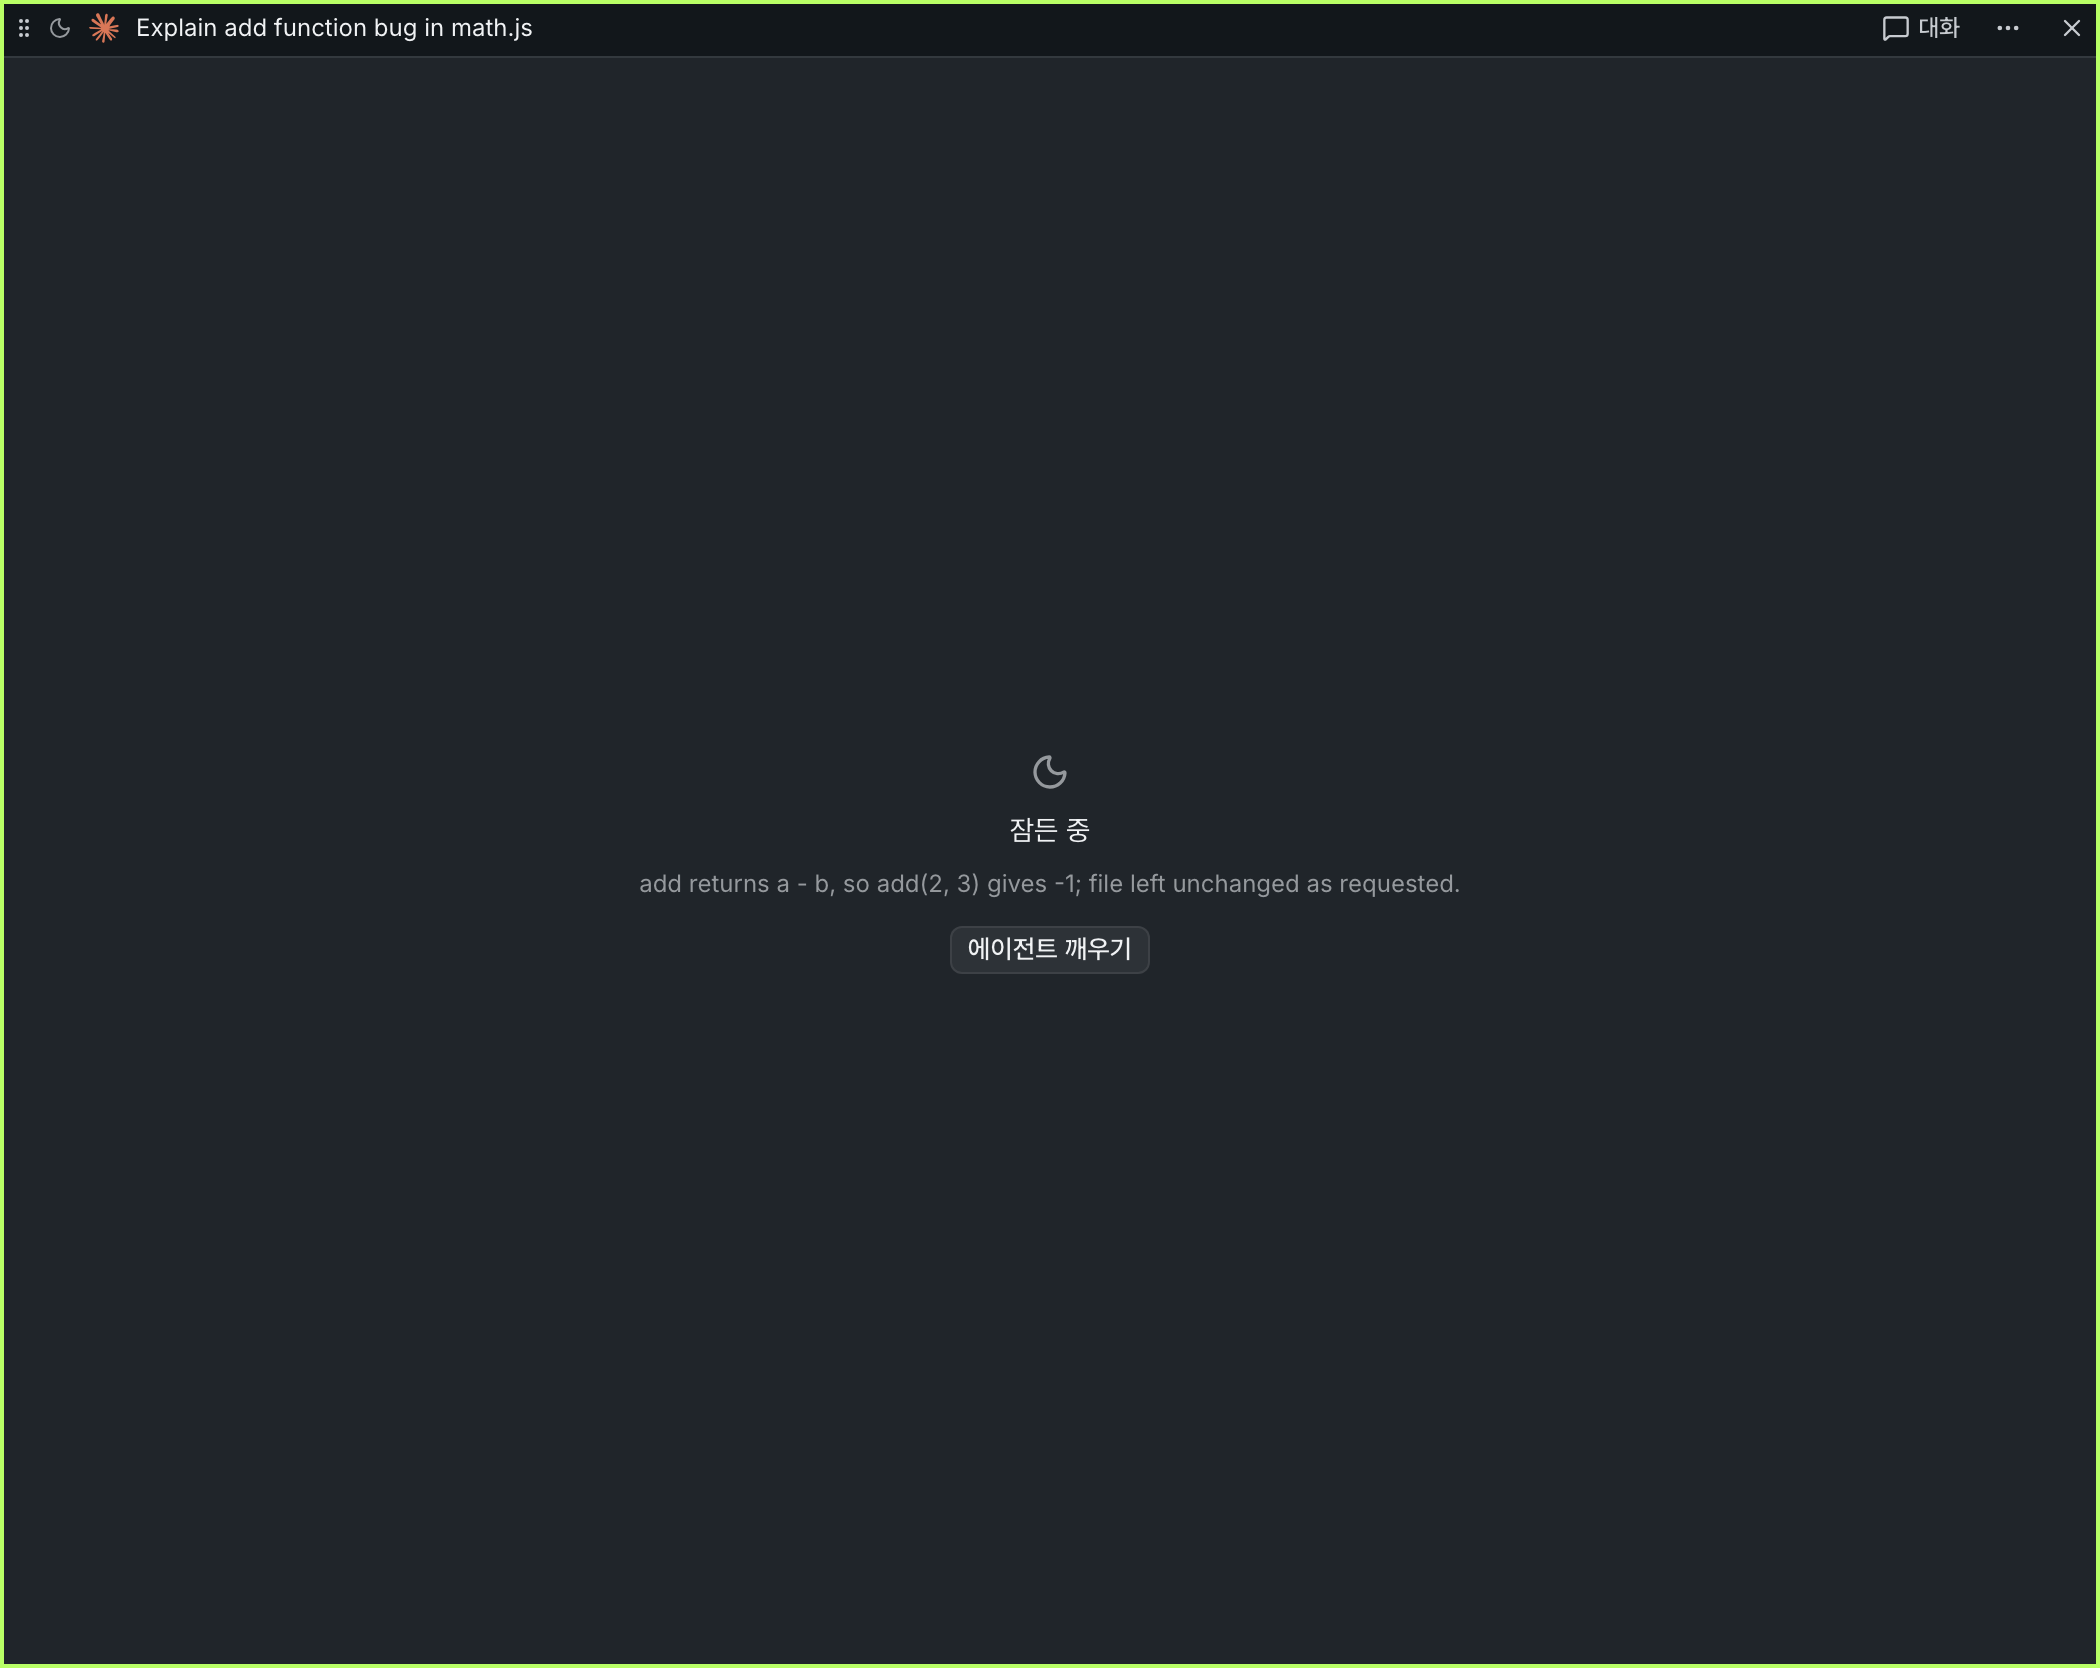 Explain add function bug in math.js
대화
잠든 중
add returns a - b, so add(2, 3) gives -1; file left unchanged as requested.
에이전트 깨우기